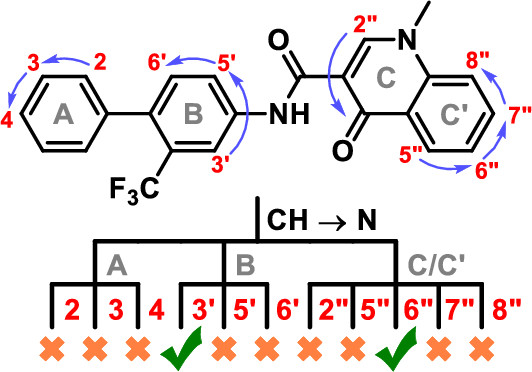 2"
N
O
3
2
6'
5'
C
8"
4
A
B
NH
C'
7"
O
F₃C
3'
5"
6"
CH → N
A
B
C/C'
2 3 4 3' 5' 6' 2" 5" 6" 7" 8"